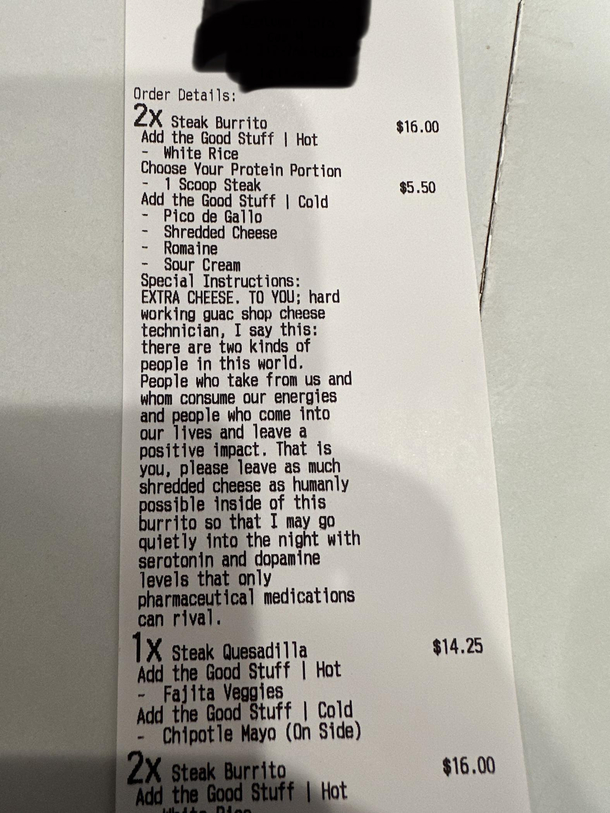 Order Details:
2x Steak Burrito $16.00
Add the Good Stuff | Hot
- White Rice
Choose Your Protein Portion
- 1 Scoop Steak $5.50
Add the Good Stuff | Cold
- Pico de Gallo
- Shredded Cheese
- Romaine
- Sour Cream
Special Instructions:
EXTRA CHEESE. TO YOU; hard
working guac shop cheese
technician, I say this:
there are two kinds of
people in this world.
People who take from us and
whom consume our energies
and people who come into
our lives and leave a
positive impact. That is
you, please leave as much
shredded cheese as humanly
possible inside of this
burrito so that I may go
quietly into the night with
serotonin and dopamine
levels that only
pharmaceutical medications
can rival.
1x Steak Quesadilla $14.25
Add the Good Stuff | Hot
- Fajita Veggies
Add the Good Stuff | Cold
- Chipotle Mayo (On Side)
2x Steak Burrito $16.00
Add the Good Stuff | Hot